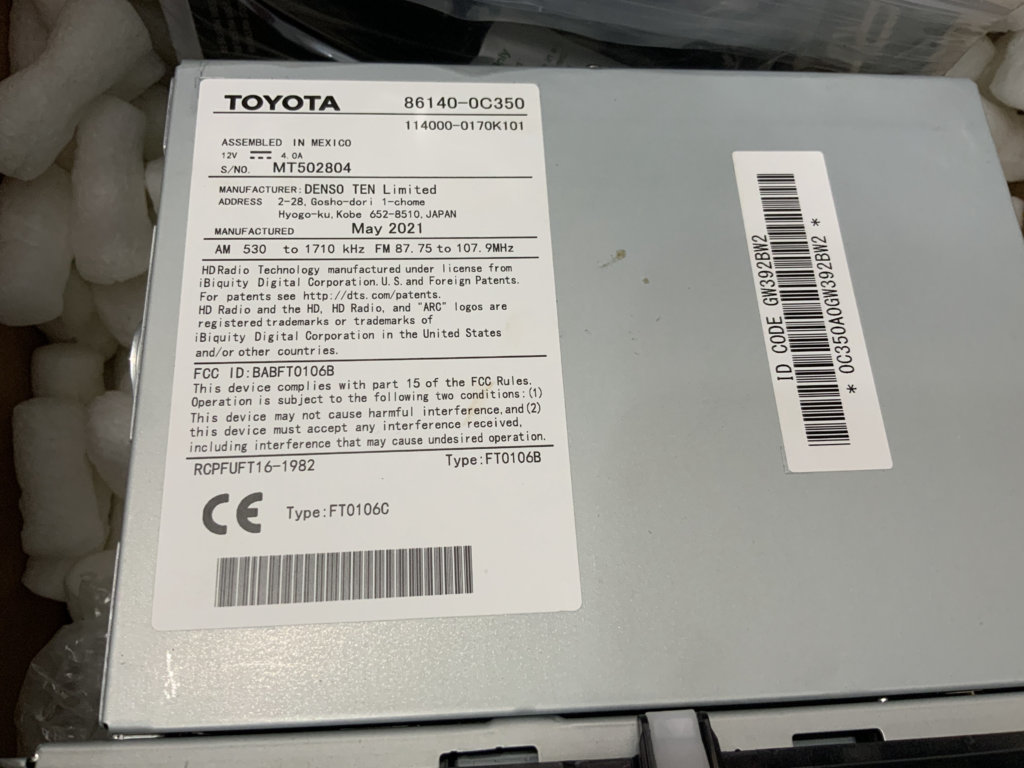 TOYOTA 86140-0C350
114000-0170K101
ASSEMBLED IN MEXICO
12V 4.0A
S/NO. MT502804
MANUFACTURER: DENSO TEN Limited
ADDRESS 2-28, Gosho-dori 1-chome
Hyogo-ku, Kobe 652-8510, JAPAN
MANUFACTURED May 2021
AM 530 to 1710 kHz FM 87.75 to 107.9MHz
HD Radio Technology manufactured under license from
iBiquity Digital Corporation. U.S. and Foreign Patents.
For patents see http://dts.com/patents.
HD Radio and the HD, HD Radio, and "ARC" logos are
registered trademarks or trademarks of
iBiquity Digital Corporation in the United States
and/or other countries.
FCC ID:BABFT0106B
This device complies with part 15 of the FCC Rules.
Operation is subject to the following two conditions:(1)
This device may not cause harmful interference, and (2)
this device must accept any interference received,
including interference that may cause undesired operation.
RCPFUFT16-1982 Type:FT0106B
CE Type:FT0106C
ID CODE GW392BW2
* 0C350A0GW392BW2 *